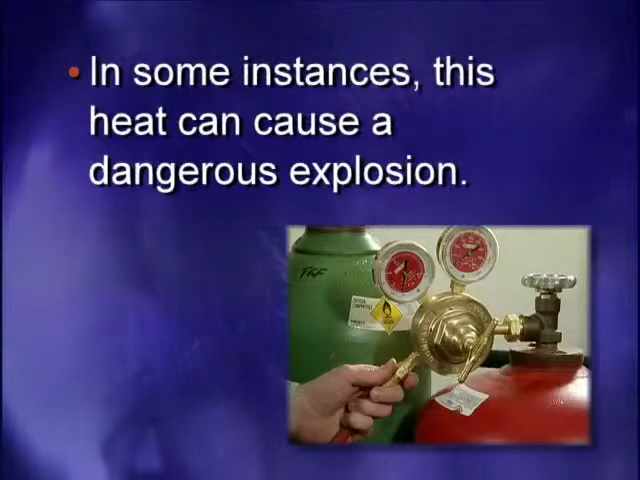 • In some instances, this
heat can cause a
dangerous explosion.